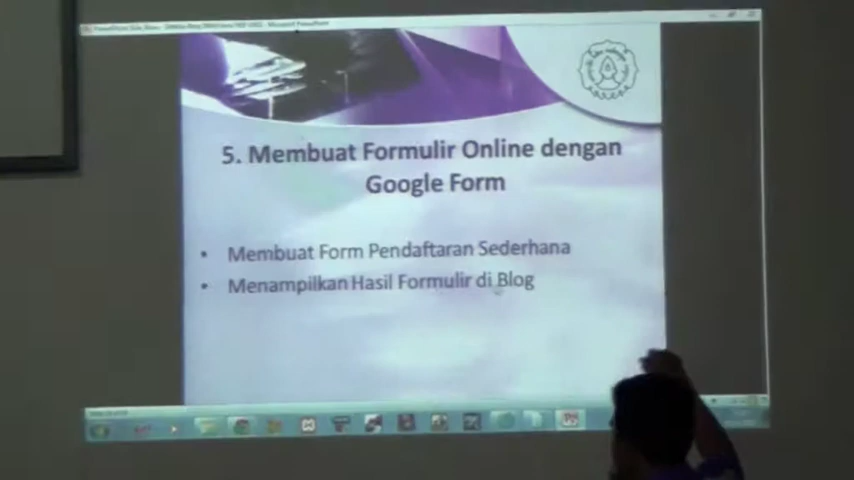 5. Membuat Formulir Online dengan
Google Form
• Membuat Form Pendaftaran Sederhana
• Menampilkan Hasil Formulir di Blog